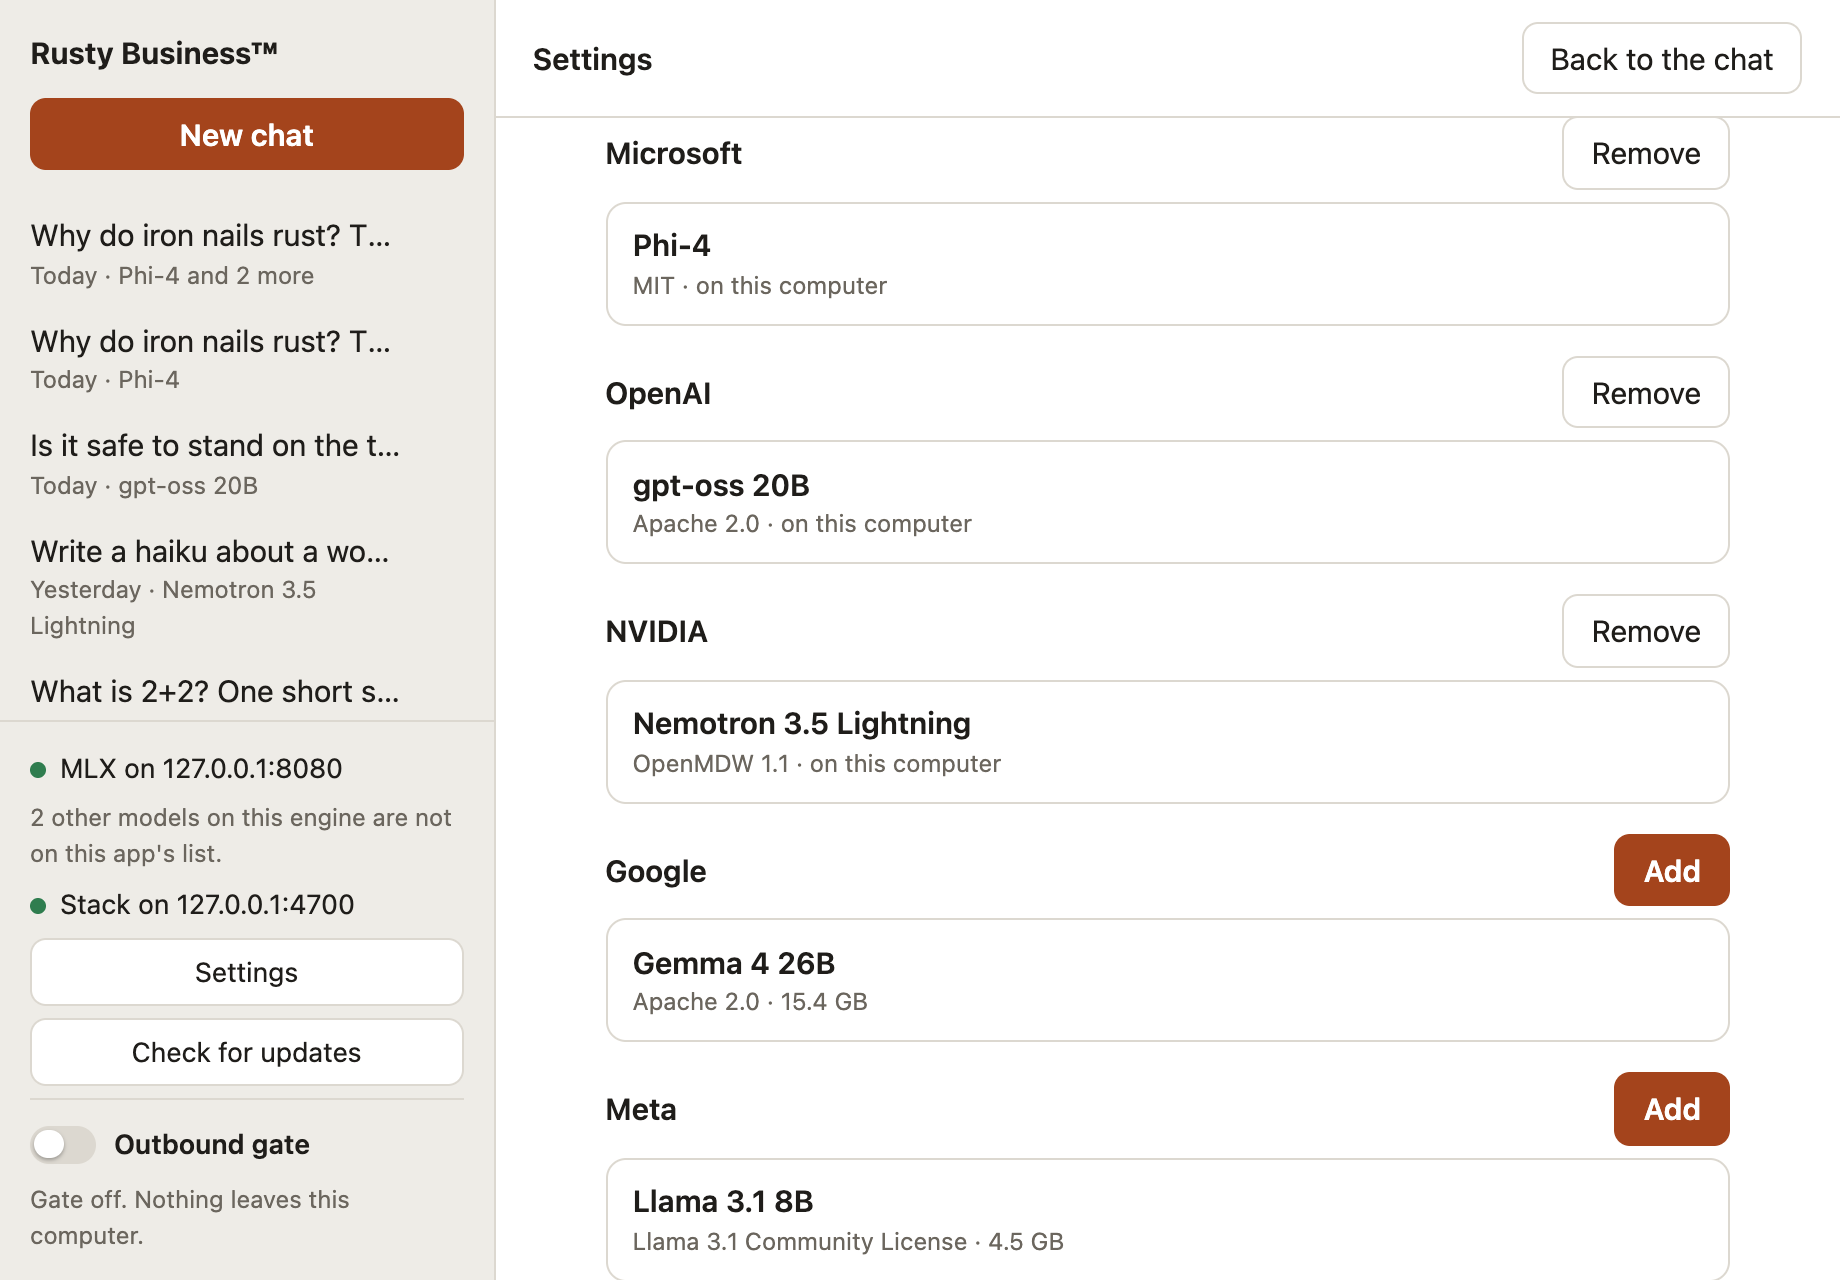 Rusty Business™
New chat
Why do iron nails rust? T...
Today · Phi-4 and 2 more
Why do iron nails rust? T...
Today · Phi-4
Is it safe to stand on the t...
Today · gpt-oss 20B
Write a haiku about a wo...
Yesterday · Nemotron 3.5
Lightning
What is 2+2? One short s...
MLX on 127.0.0.1:8080
2 other models on this engine are not
on this app's list.
Stack on 127.0.0.1:4700
Settings
Check for updates
Outbound gate
Gate off. Nothing leaves this
computer.
Settings
Back to the chat
Microsoft
Remove
Phi-4
MIT · on this computer
OpenAI
Remove
gpt-oss 20B
Apache 2.0 · on this computer
NVIDIA
Remove
Nemotron 3.5 Lightning
OpenMDW 1.1 · on this computer
Google
Add
Gemma 4 26B
Apache 2.0 · 15.4 GB
Meta
Add
Llama 3.1 8B
Llama 3.1 Community License · 4.5 GB